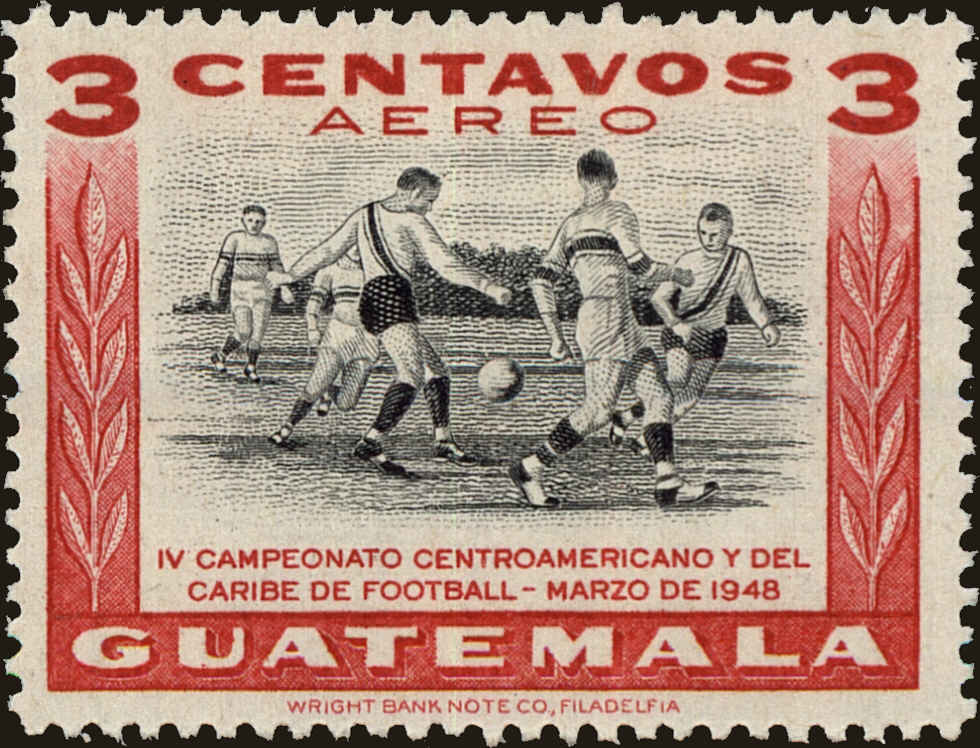 3 CENTAVOS 3
AEREO
IV CAMPEONATO CENTROAMERICANO Y DEL
CARIBE DE FOOTBALL - MARZO DE 1948
GUATEMALA
WRIGHT BANK NOTE CO., FILADELFIA